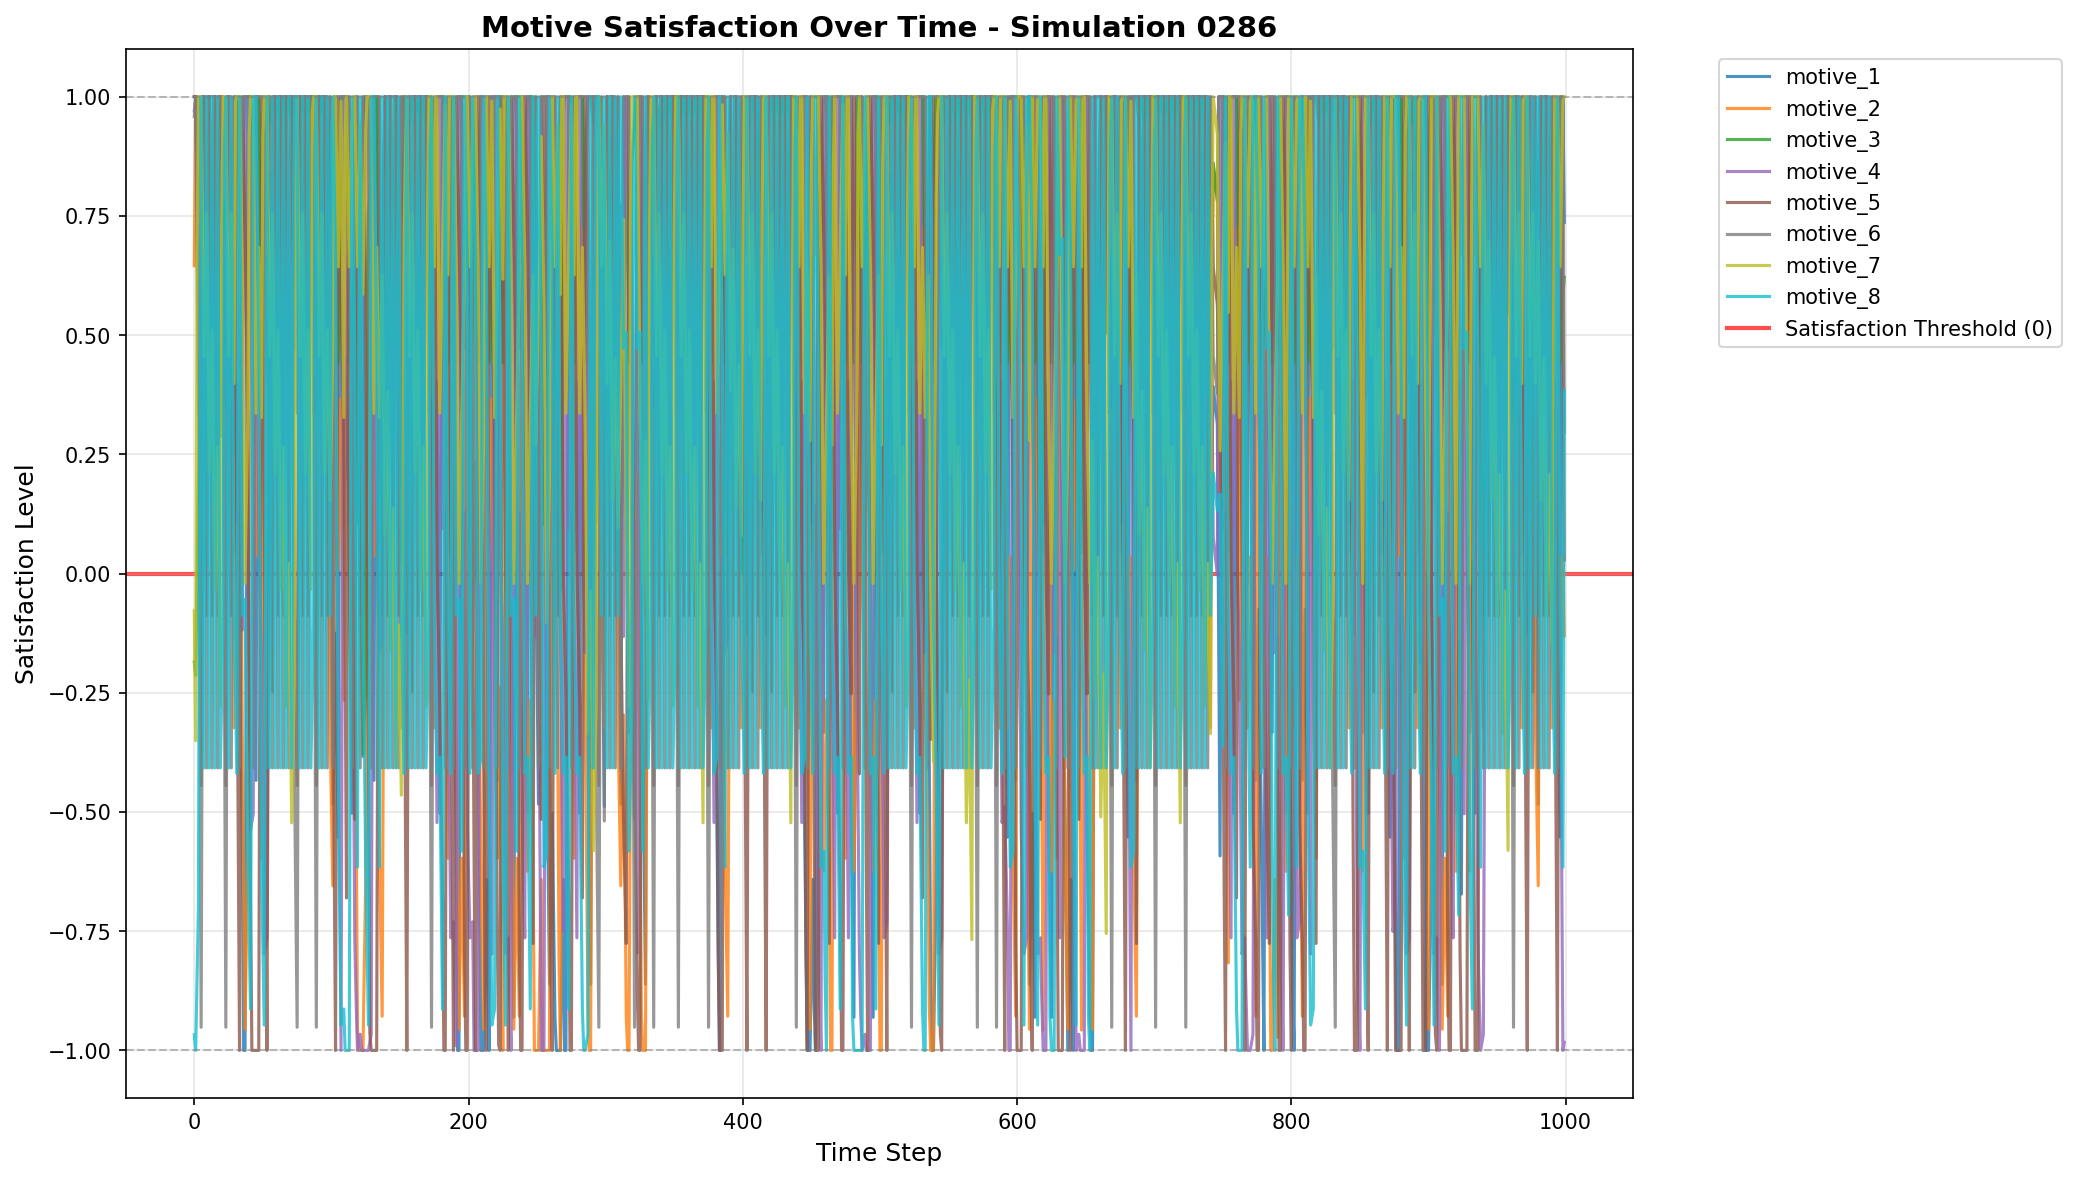 Motive Satisfaction Over Time - Simulation 0286
1.00
0.75
0.50
0.25
0.00
−0.25
−0.50
−0.75
−1.00
Satisfaction Level
0
200
400
600
800
1000
Time Step
motive_1
motive_2
motive_3
motive_4
motive_5
motive_6
motive_7
motive_8
Satisfaction Threshold (0)